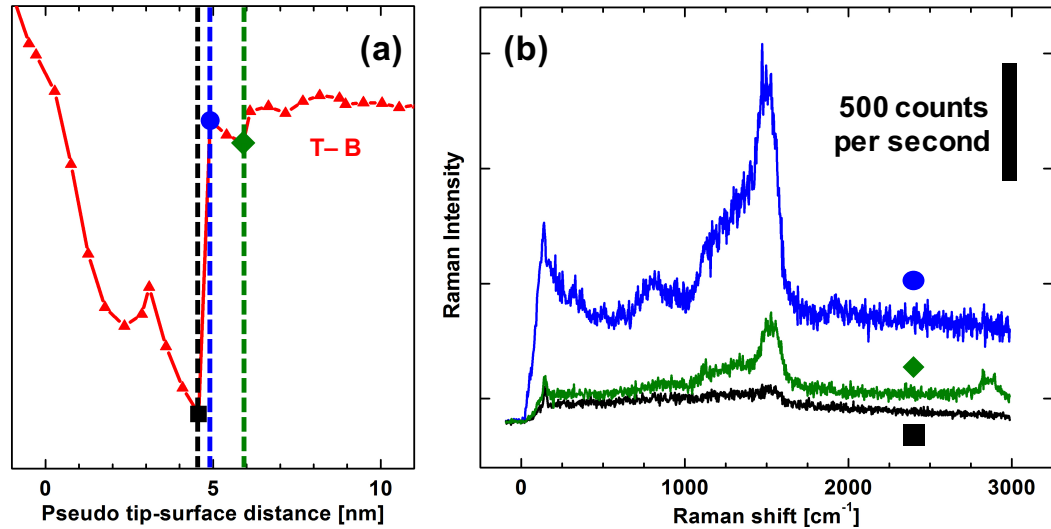 (a)
T– B
0
5
10
Pseudo tip-surface distance [nm]
(b)
500 counts
per second
Raman Intensity
0
1000
2000
3000
Raman shift [cm⁻¹]